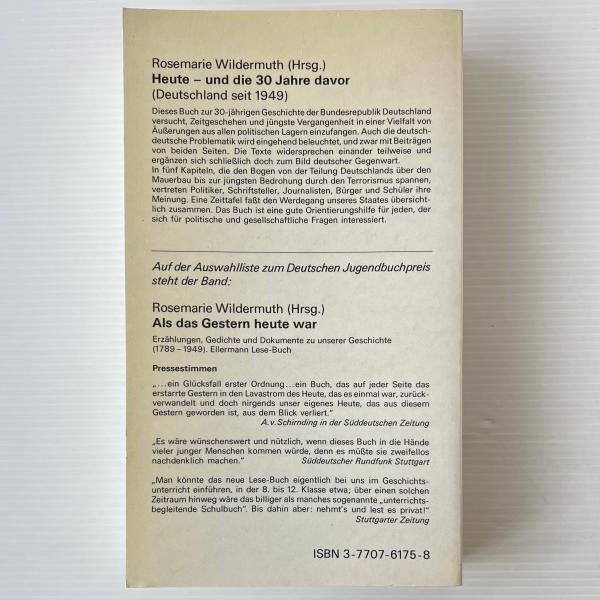 Rosemarie Wildermuth (Hrsg.)
Heute – und die 30 Jahre davor
(Deutschland seit 1949)
Dieses Buch zur 30-jährigen Geschichte der Bundesrepublik Deutschland
versucht, Zeitgeschehen und jüngste Vergangenheit in einer Vielfalt von
Äußerungen aus allen politischen Lagern einzufangen. Auch die deutsch-
deutsche Problematik wird eingehend beleuchtet, und zwar mit Beiträgen
von beiden Seiten. Die Texte widersprechen einander teilweise und
ergänzen sich schließlich doch zum Bild deutscher Gegenwart.
In fünf Kapiteln, die den Bogen von der Teilung Deutschlands über den
Mauerbau bis zur jüngsten Bedrohung durch den Terrorismus spannen,
vertreten Politiker, Schriftsteller, Journalisten, Bürger und Schüler ihre
Meinung. Eine Zeittafel faßt den Werdegang unseres Staates übersicht-
lich zusammen. Das Buch ist eine gute Orientierungshilfe für jeden, der
sich für politische und gesellschaftliche Fragen interessiert.
Auf der Auswahlliste zum Deutschen Jugendbuchpreis
steht der Band:
Rosemarie Wildermuth (Hrsg.)
Als das Gestern heute war
Erzählungen, Gedichte und Dokumente zu unserer Geschichte
(1789–1949). Ellermann Lese-Buch
Pressestimmen
„...ein Glücksfall erster Ordnung...ein Buch, das auf jeder Seite das
erstarrte Gestern in den Lavastrom des Heute, das es einmal war, zurück-
verwandelt und doch nirgends unser eigenes Heute, das aus diesem
Gestern geworden ist, aus dem Blick verliert."
A.v.Schirnding in der Süddeutschen Zeitung
„Es wäre wünschenswert und nützlich, wenn dieses Buch in die Hände
vieler junger Menschen kommen würde, denn es müßte sie zweifellos
nachdenklich machen." Süddeutscher Rundfunk Stuttgart
„Man könnte das neue Lese-Buch eigentlich bei uns im Geschichts-
unterricht einführen, in der 8. bis 12. Klasse etwa; über einen solchen
Zeitraum hinweg wäre das billiger als manches sogenannte „unterrichts-
begleitende Schulbuch". Bis dahin aber: nehmt's und lest es privat!"
Stuttgarter Zeitung
ISBN 3-7707-6175-8